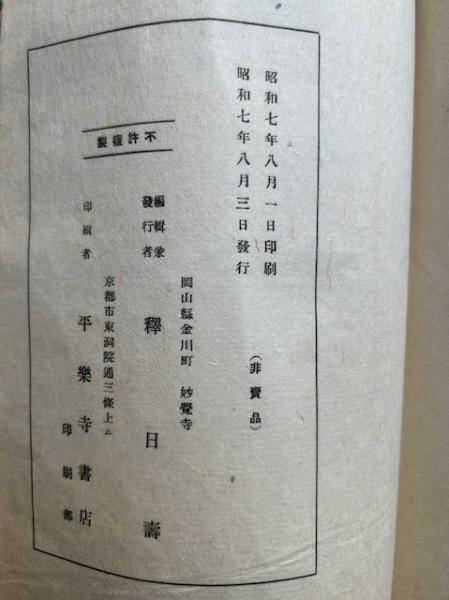 昭和七年八月一日印刷
昭和七年八月三日發行
（非賣品）
不許複製
岡山縣金川町　妙覺寺
編輯兼
發行者
釋日壽
京都市東洞院通三條上ル
印刷者
平樂寺書店
印刷部